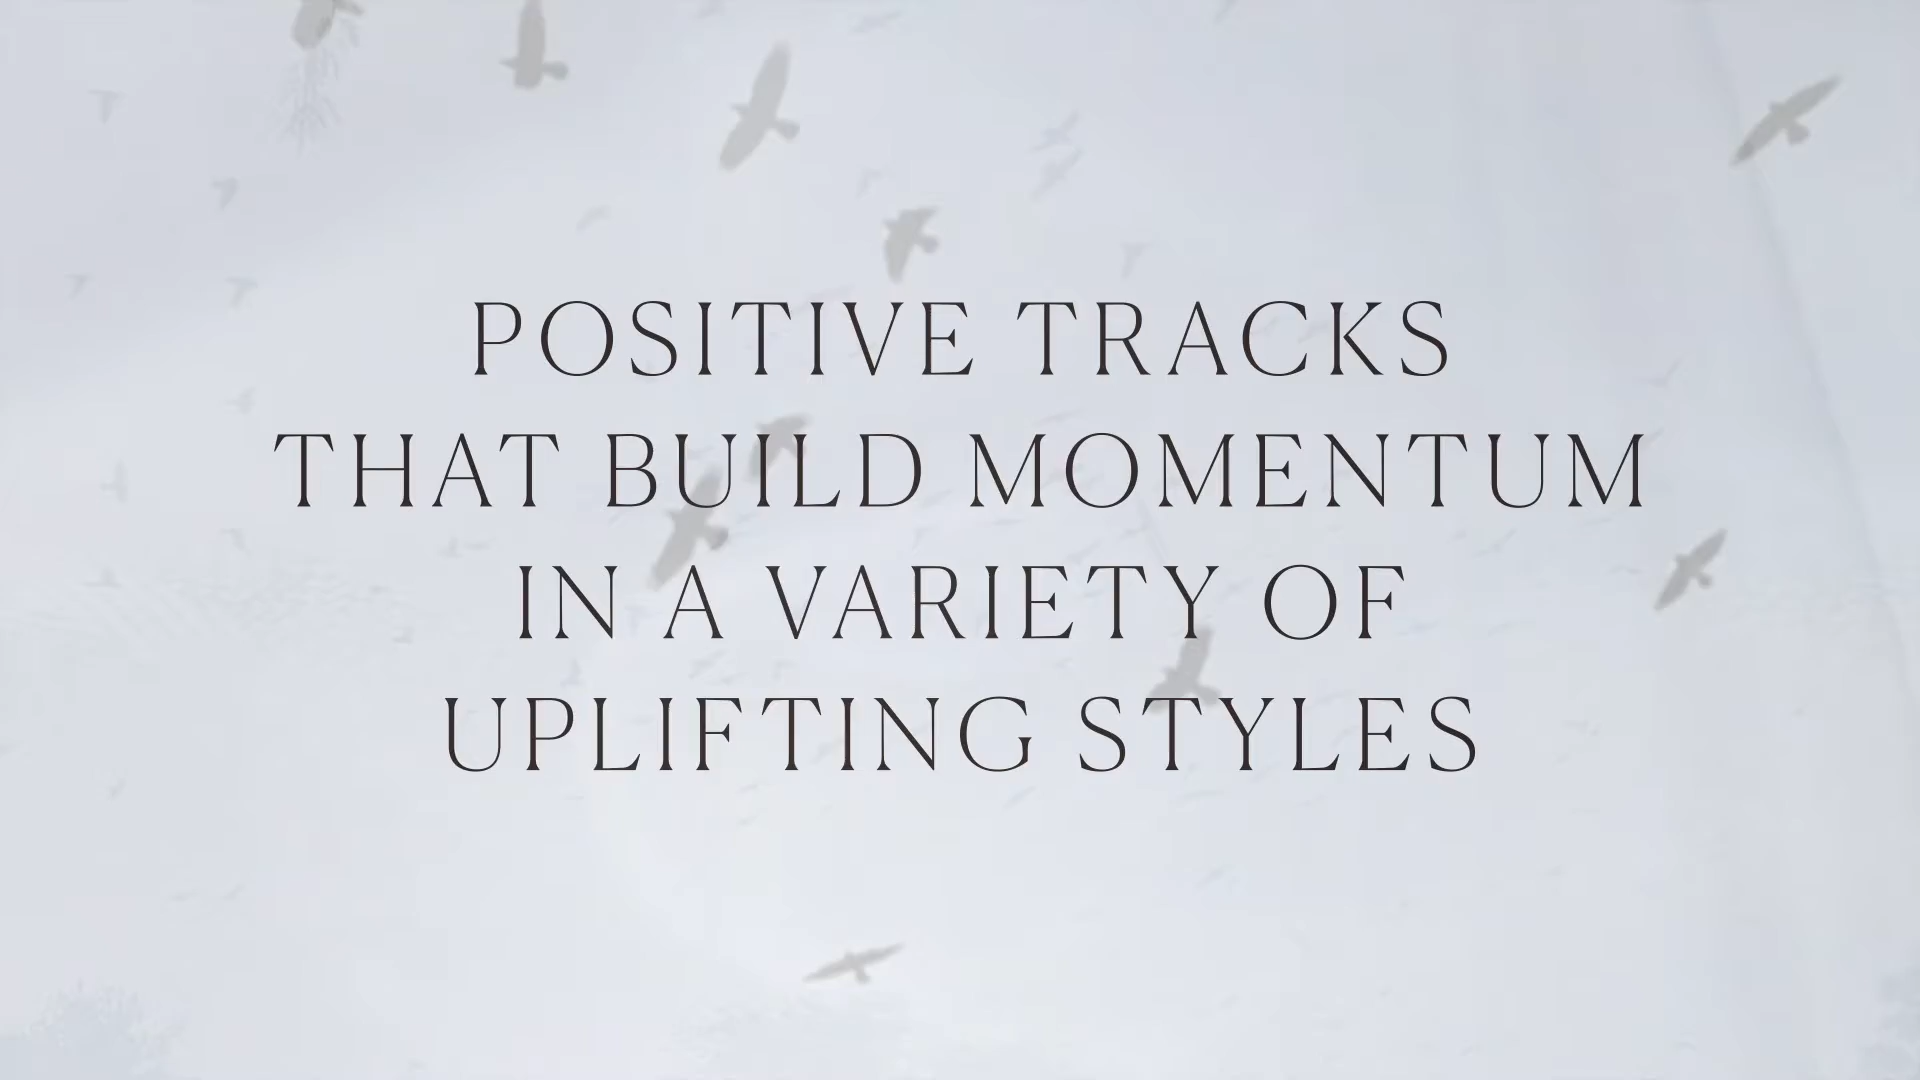 POSITIVE TRACKS
THAT BUILD MOMENTUM
IN A VARIETY OF
UPLIFTING STYLES